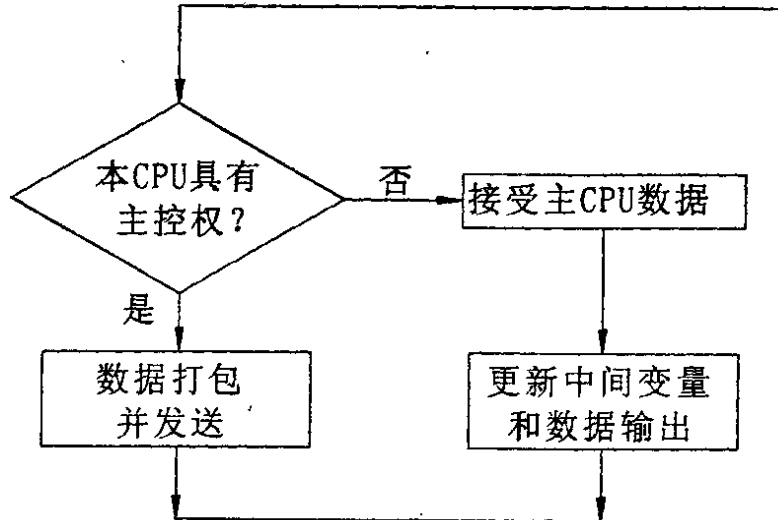 本CPU具有
主控权?
否
接受主CPU数据
是
数据打包
并发送
更新中间变量
和数据输出